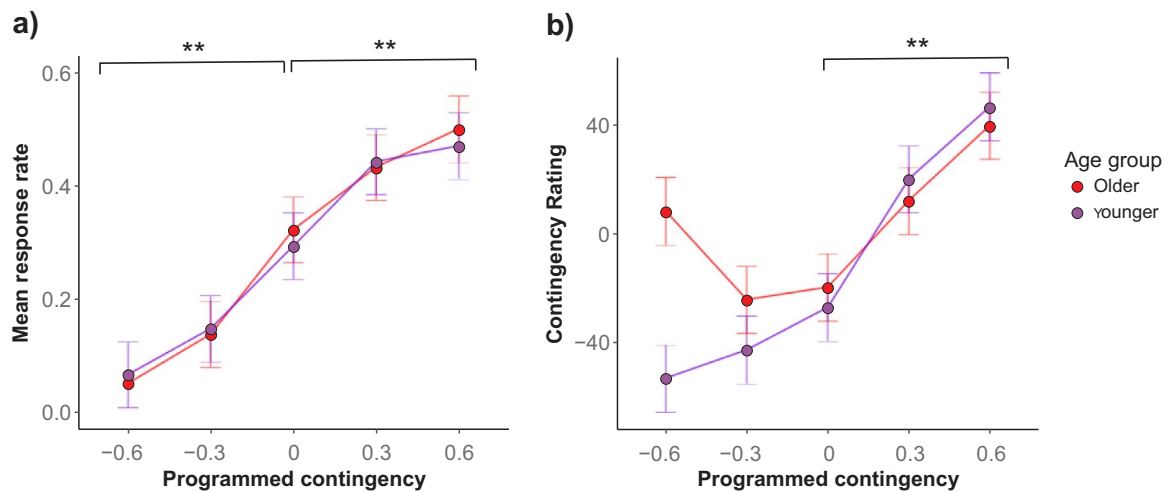 a)
**
**
0.6
0.4
0.2
0.0
Mean response rate
−0.6
−0.3
0
0.3
0.6
Programmed contingency
b)
**
40
0
−40
Contingency Rating
−0.6
−0.3
0
0.3
0.6
Programmed contingency
Age group
Older
younger